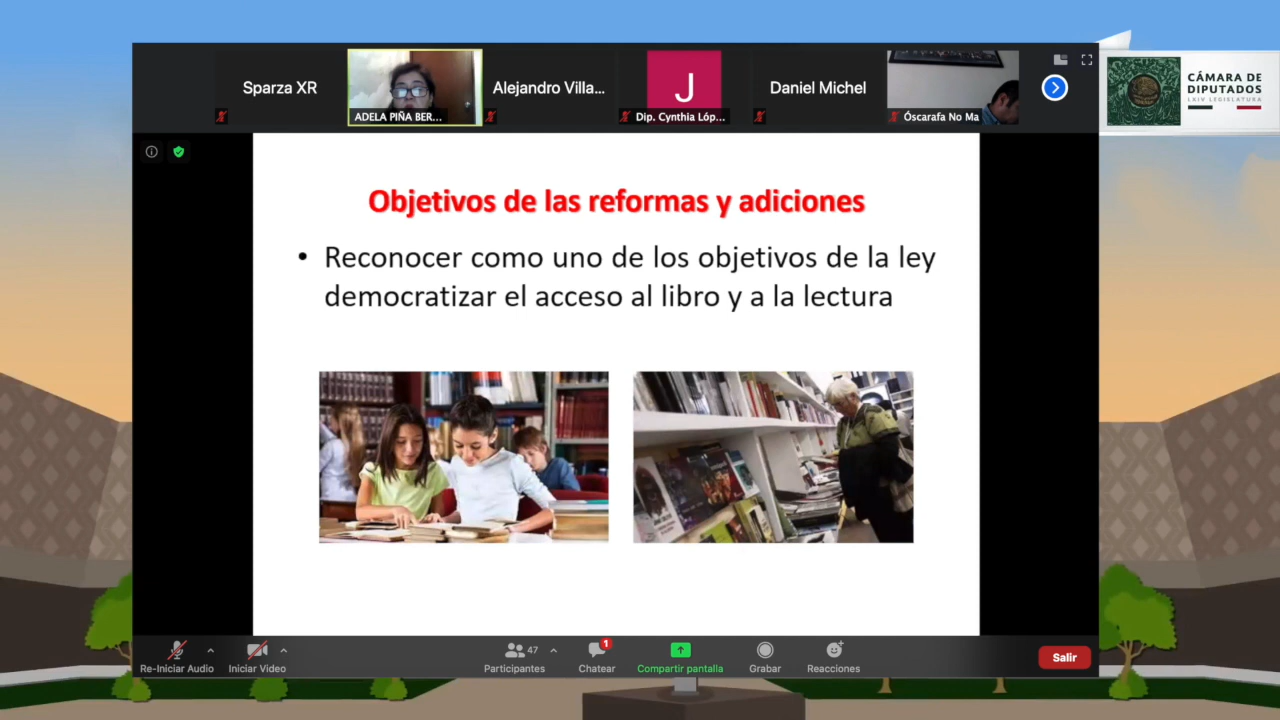 Sparza XR
ADELA PIÑA BER...
Alejandro Villa...
J
Dip. Cynthia Lóp...
Daniel Michel
Óscarafa No Ma
CÁMARA DE
DIPUTADOS
LXIV LEGISLATURA
Objetivos de las reformas y adiciones
• Reconocer como uno de los objetivos de la ley
democratizar el acceso al libro y a la lectura
Re-Iniciar Audio
Iniciar Video
47
Participantes
1
Chatear
Compartir pantalla
Grabar
Reacciones
Salir